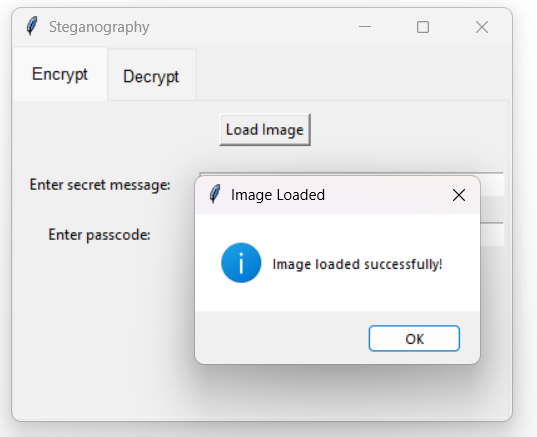 Steganography
Encrypt
Decrypt
Load Image
Enter secret message:
Image Loaded
Enter passcode:
Image loaded successfully!
OK